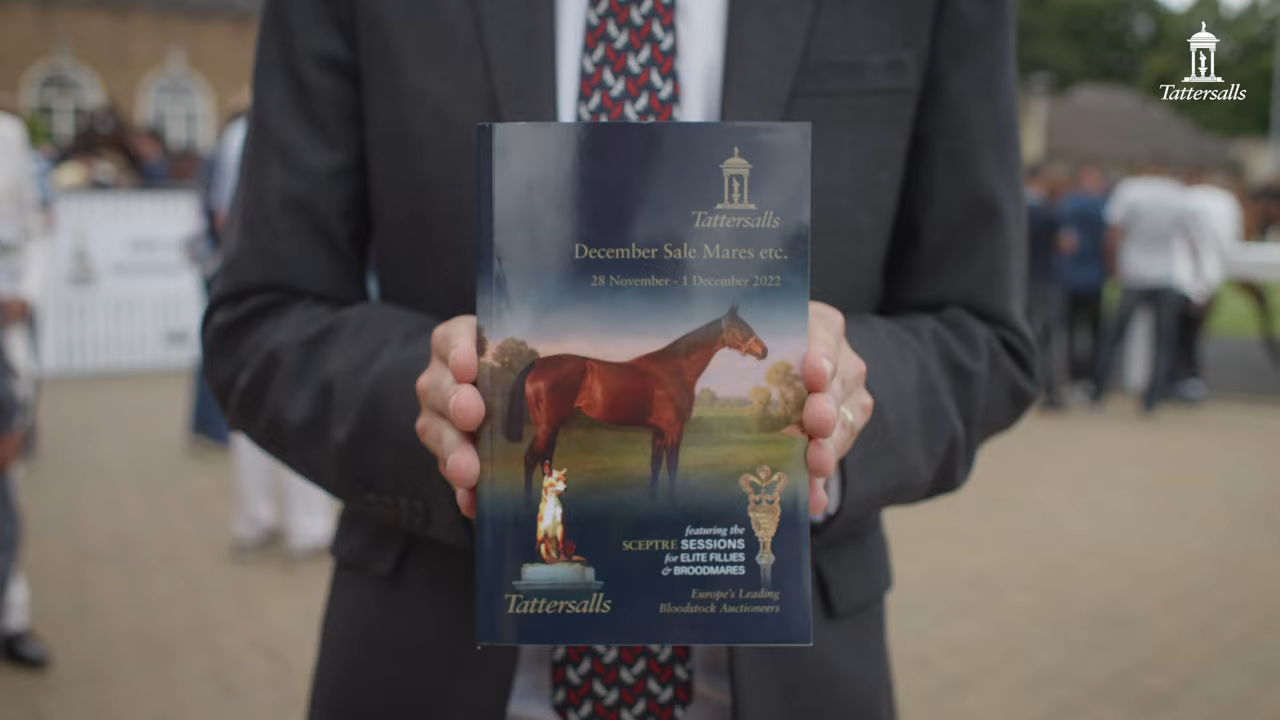 Tattersalls
Tattersalls
December Sale Mares etc.
28 November - 1 December 2022
featuring the
SCEPTRE SESSIONS
for ELITE FILLIES
& BROODMARES
Tattersalls
Europe's Leading
Bloodstock Auctioneers